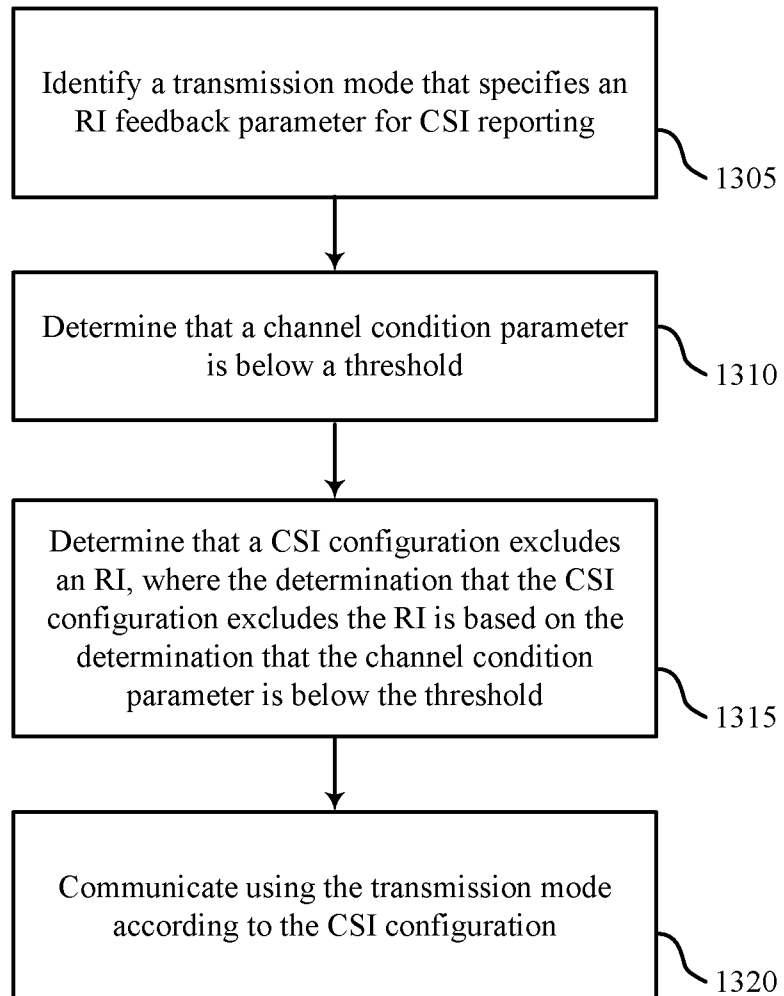 Identify a transmission mode that specifies an
RI feedback parameter for CSI reporting
1305
Determine that a channel condition parameter
is below a threshold
1310
Determine that a CSI configuration excludes
an RI, where the determination that the CSI
configuration excludes the RI is based on the
determination that the channel condition
parameter is below the threshold
1315
Communicate using the transmission mode
according to the CSI configuration
1320